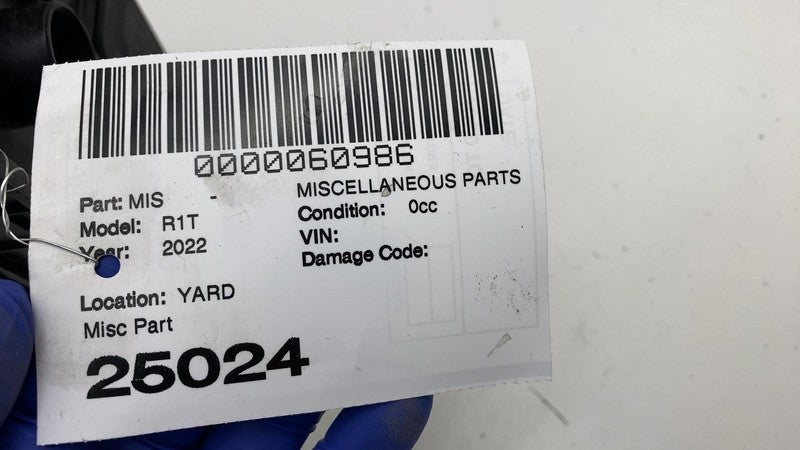 0000060986
Part: MIS - MISCELLANEOUS PARTS
Model: R1T Condition: 0cc
Year: 2022 VIN:
Damage Code:
Location: YARD
Misc Part
25024